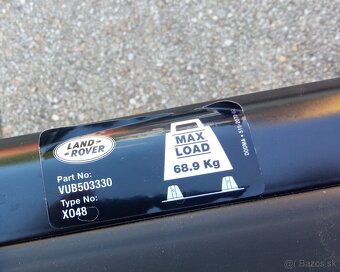 LAND
ROVER
Part No:
VUB503330
Type No:
X048
MAX
LOAD
68.9 Kg
© Bazos.sk